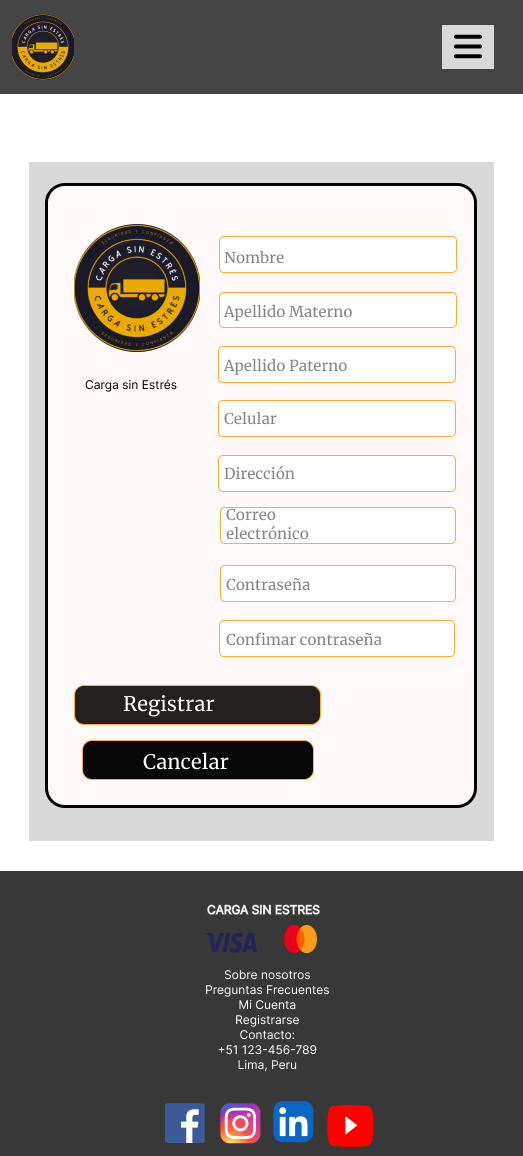 CARGA SIN ESTRES
CARGA SIN ESTRES
SEGURIDAD Y CONFIANZA
CARGA SIN ESTRÉS
CARGA SIN ESTRES
SEGURIDAD Y CONFIANZA
Carga sin Estrés
Nombre
Apellido Materno
Apellido Paterno
Celular
Dirección
Correo
electrónico
Contraseña
Confimar contraseña
Registrar
Cancelar
CARGA SIN ESTRES
VISA
Sobre nosotros
Preguntas Frecuentes
Mi Cuenta
Registrarse
Contacto:
+51 123-456-789
Lima, Peru
f
in